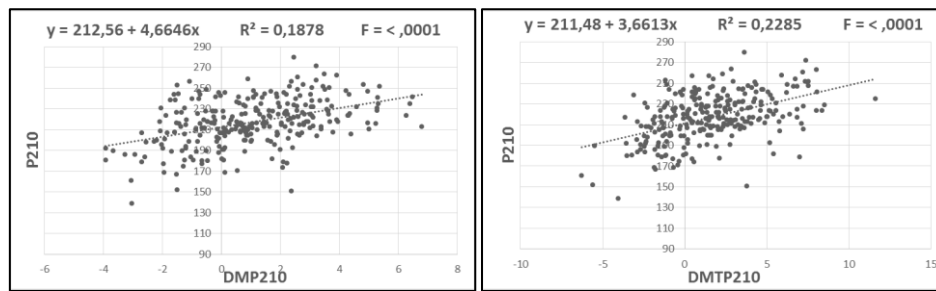 y = 212,56 + 4,6646x R² = 0,1878 F = < ,0001
290
270
250
230
210
190
170
150
130
110
90
P210
-6 -4 -2 0 2 4 6 8
DMP210
y = 211,48 + 3,6613x R² = 0,2285 F = < ,0001
290
270
250
230
210
190
170
150
130
110
90
P210
-10 -5 0 5 10 15
DMTP210